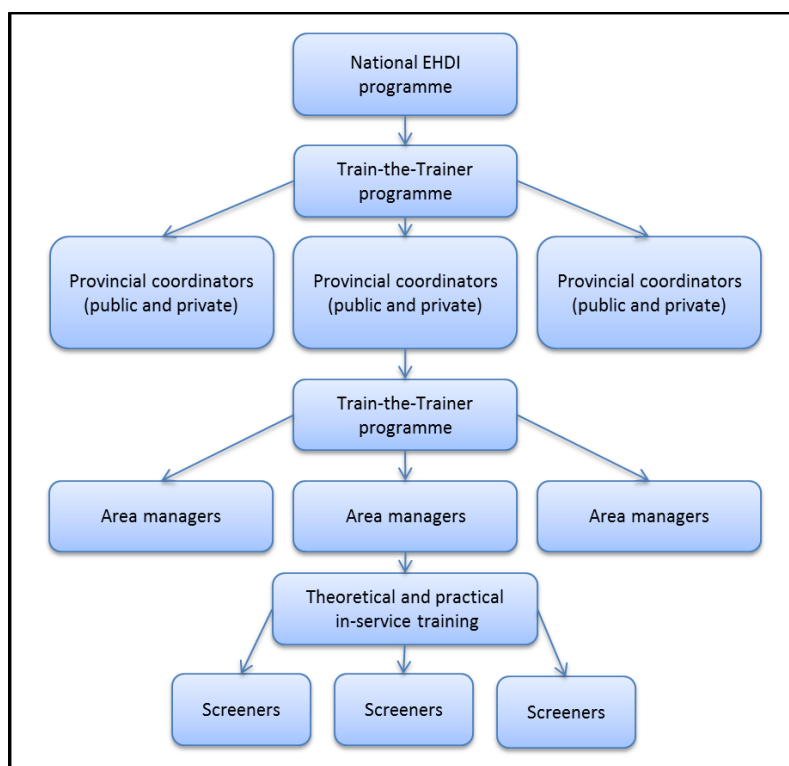 National EHDI
programme
Train-the-Trainer
programme
Provincial coordinators
(public and private)
Provincial coordinators
(public and private)
Provincial coordinators
(public and private)
Train-the-Trainer
programme
Area managers
Area managers
Area managers
Theoretical and practical
in-service training
Screeners
Screeners
Screeners